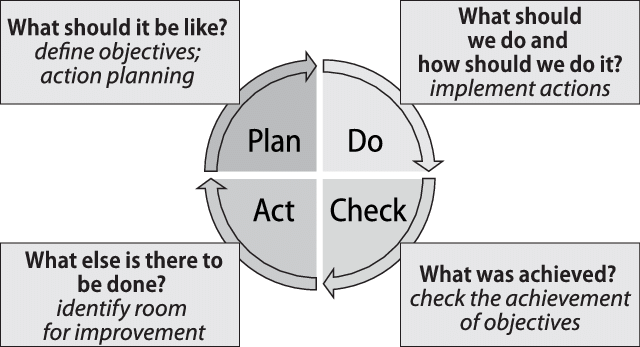 What should it be like?
define objectives;
action planning
What should
we do and
how should we do it?
implement actions
Plan
Do
Act
Check
What else is there to
be done?
identify room
for improvement
What was achieved?
check the achievement
of objectives